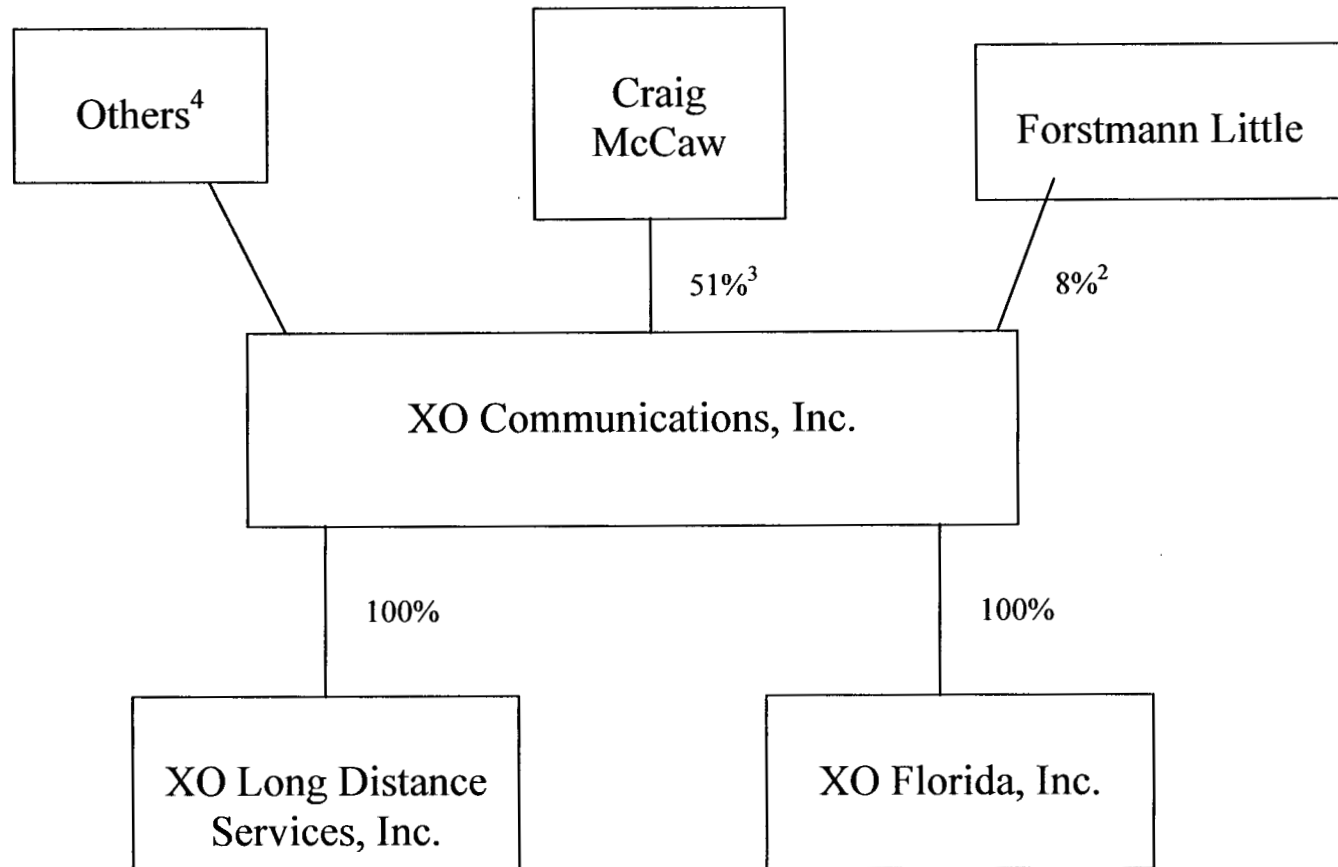 Others⁴
Craig
McCaw
Forstmann Little
51%³
8%²
XO Communications, Inc.
100%
100%
XO Long Distance
Services, Inc.
XO Florida, Inc.